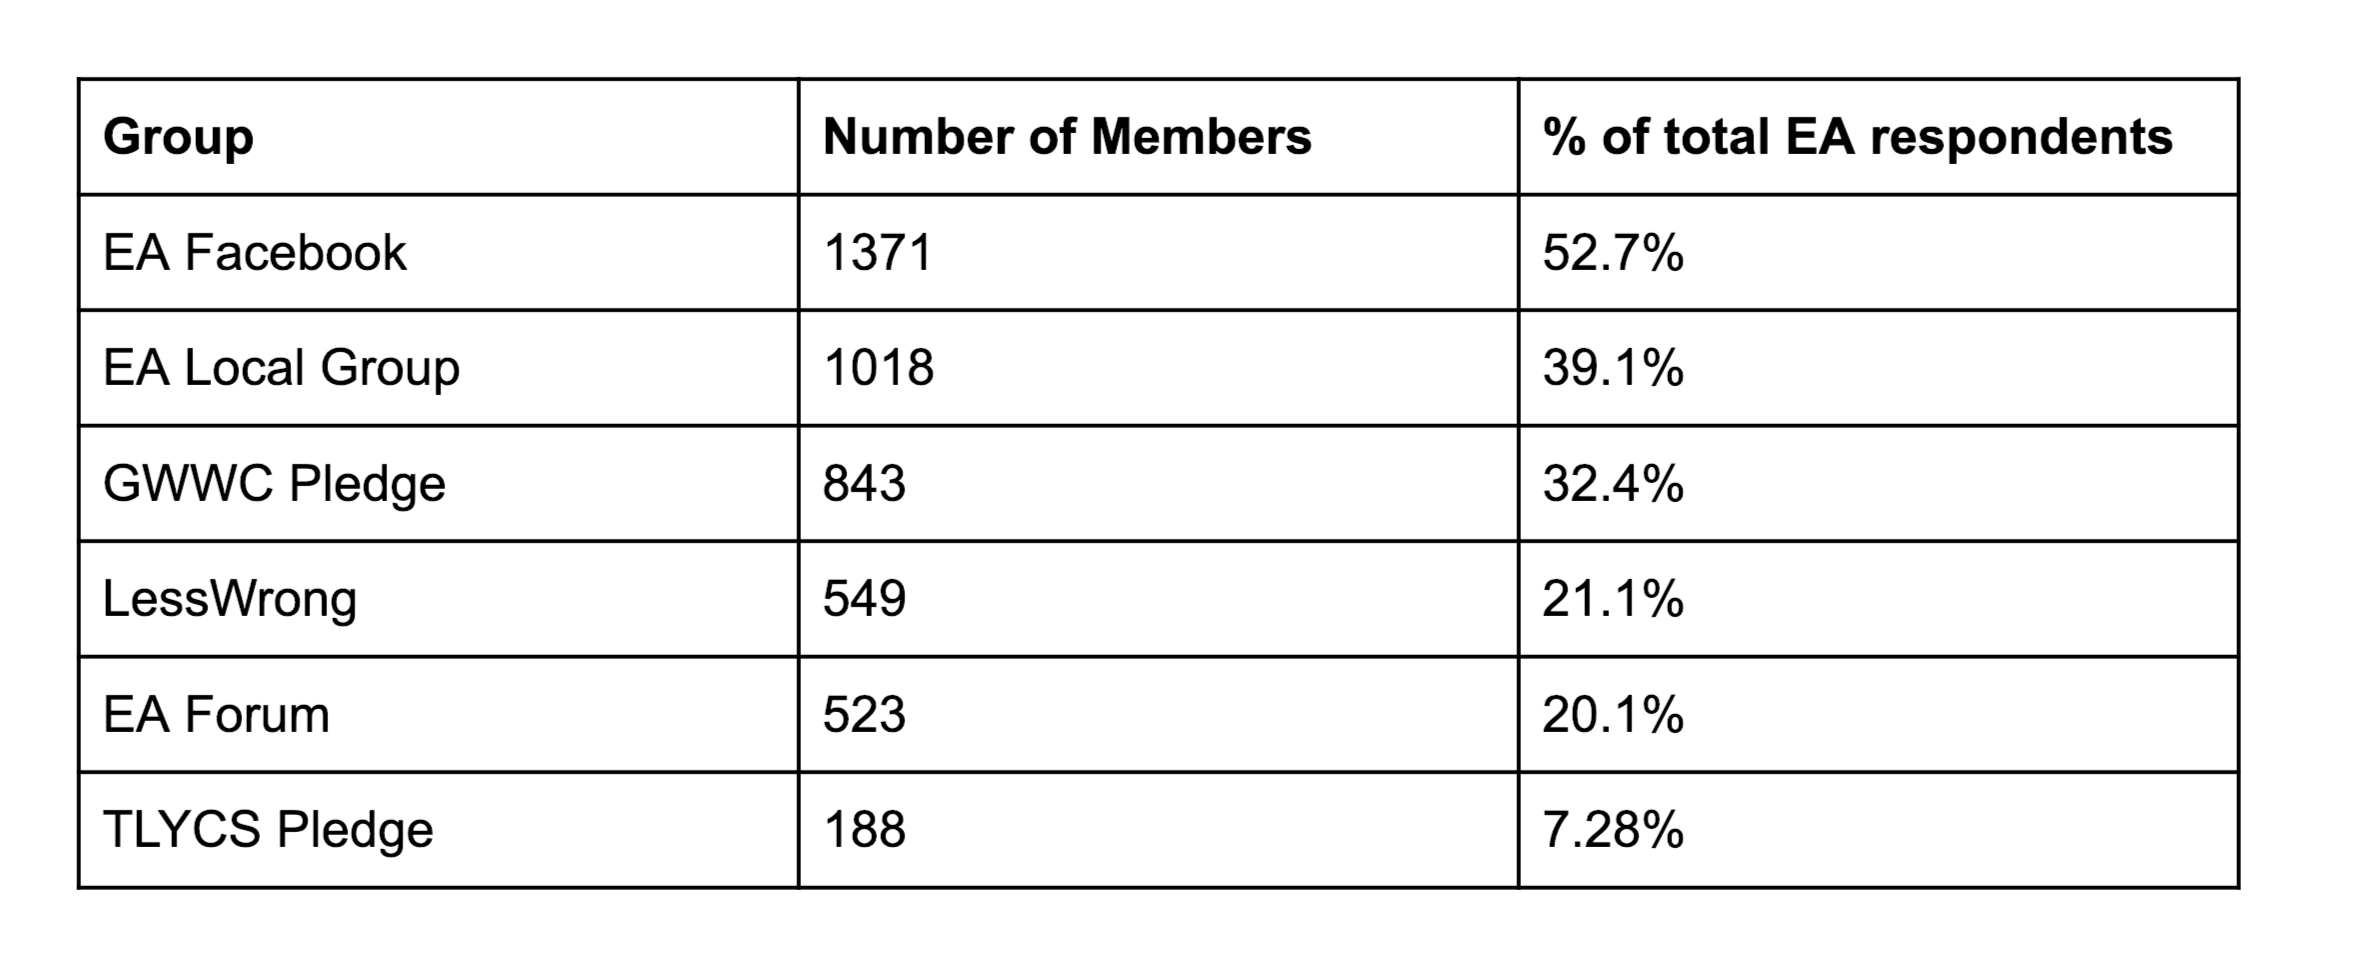 Group Number of Members % of total EA respondents
EA Facebook 1371 52.7%
EA Local Group 1018 39.1%
GWWC Pledge 843 32.4%
LessWrong 549 21.1%
EA Forum 523 20.1%
TLYCS Pledge 188 7.28%